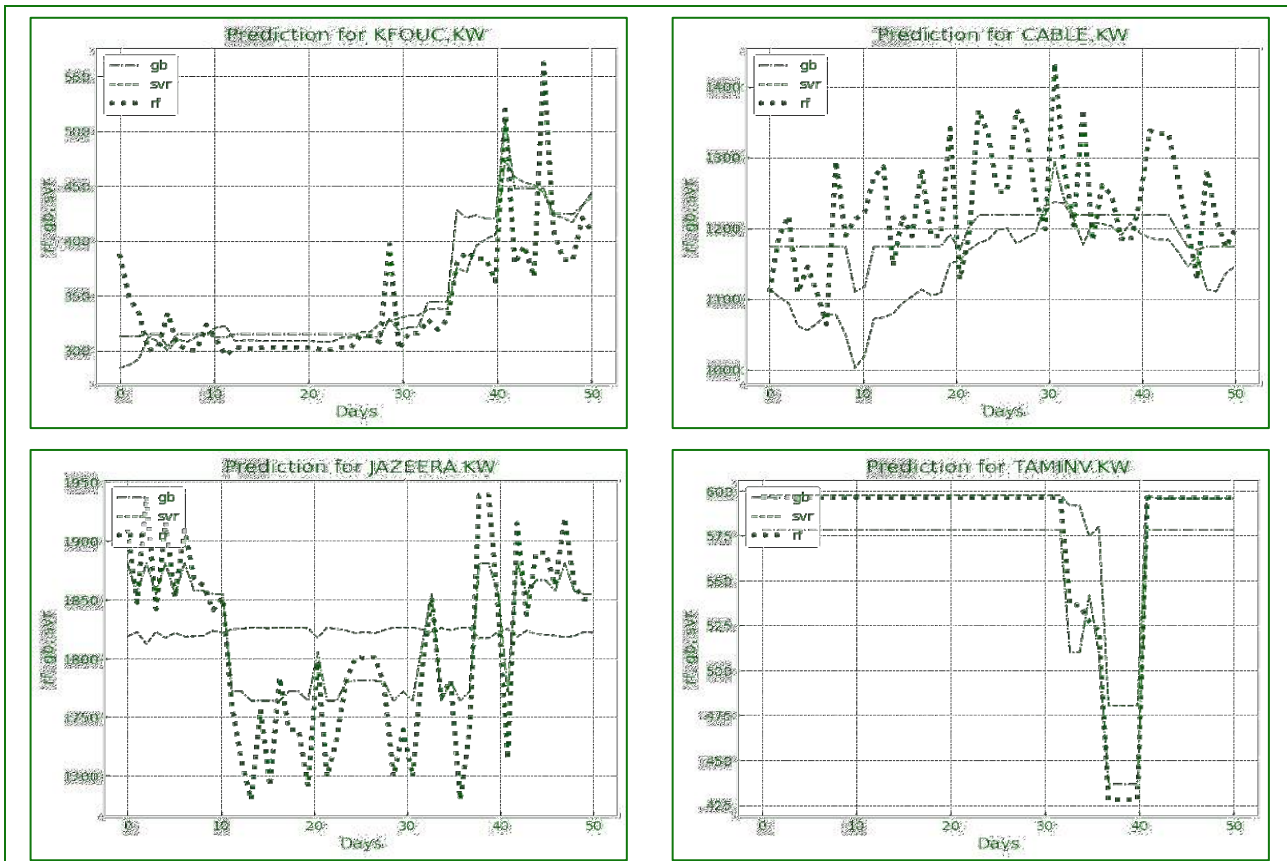 Prediction for KFOUC.KW
gb
svr
rf
500
450
400
350
300
0 10 20 30 40 50
Days
Prediction for CABLE.KW
gb
svr
rf
1400
1300
1200
1100
1000
0 10 20 30 40 50
Days
Prediction for JAZEERA.KW
gb
svr
rf
1950
1900
1850
1800
1750
1700
0 10 20 30 40 50
Days
Prediction for TAMINV.KW
gb
svr
rf
600
575
550
525
500
475
450
425
0 10 20 30 40 50
Days